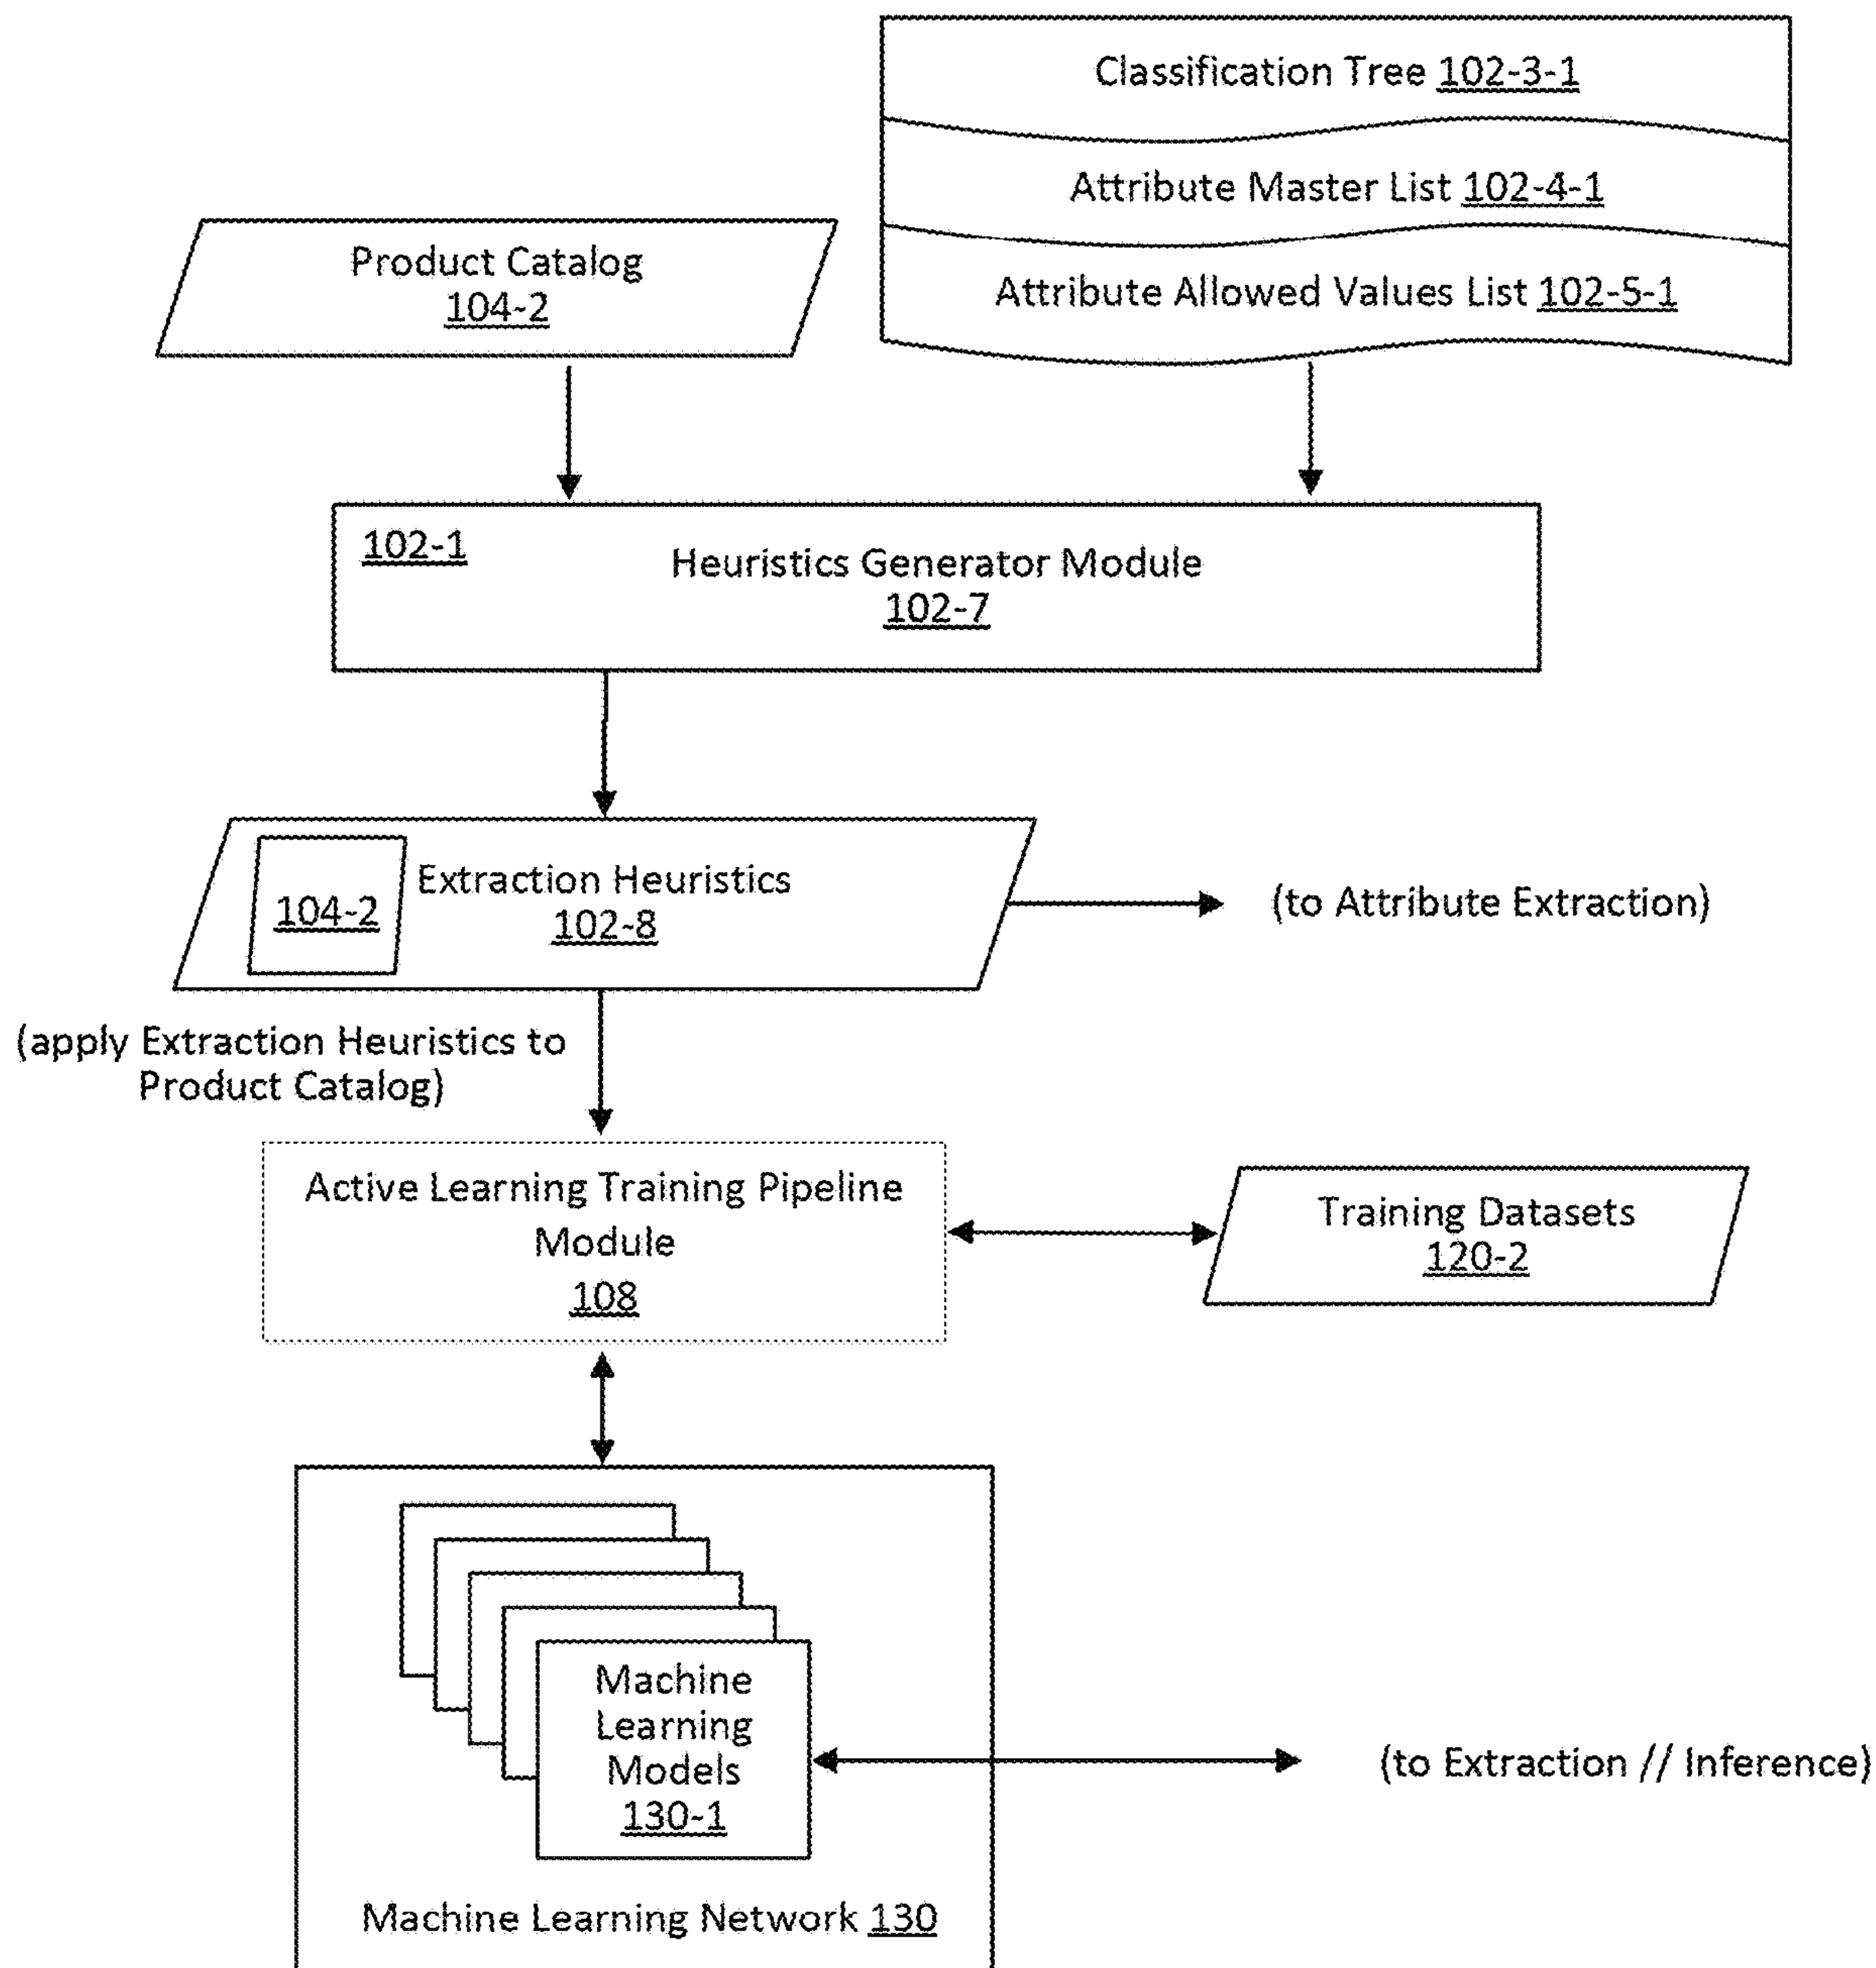 Classification Tree 102-3-1
Attribute Master List 102-4-1
Attribute Allowed Values List 102-5-1
Product Catalog
104-2
102-1
Heuristics Generator Module
102-7
104-2
Extraction Heuristics
102-8
(to Attribute Extraction)
(apply Extraction Heuristics to
Product Catalog)
Active Learning Training Pipeline
Module
108
Training Datasets
120-2
Machine
Learning
Models
130-1
(to Extraction // Inference)
Machine Learning Network 130